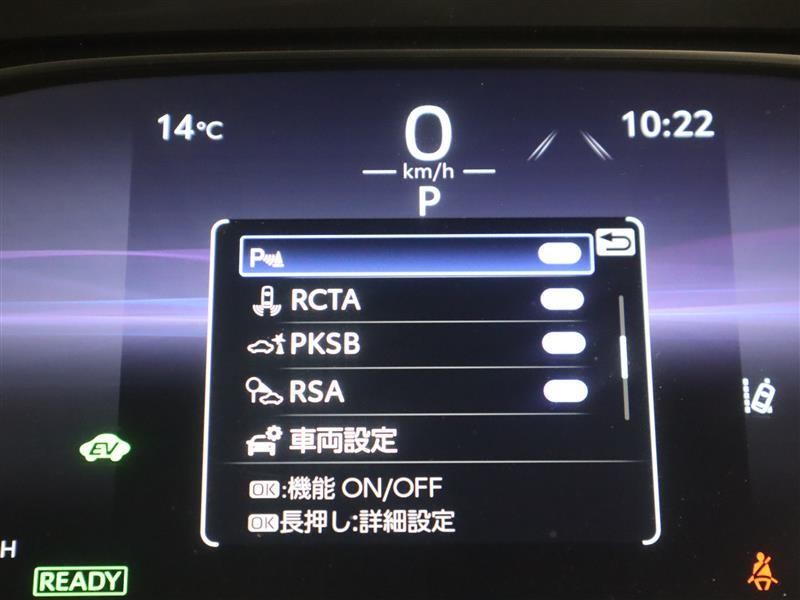 14℃
0
10:22
km/h
P
P
RCTA
PKSB
RSA
車両設定
EV
OK:機能 ON/OFF
OK長押し:詳細設定
H
READY